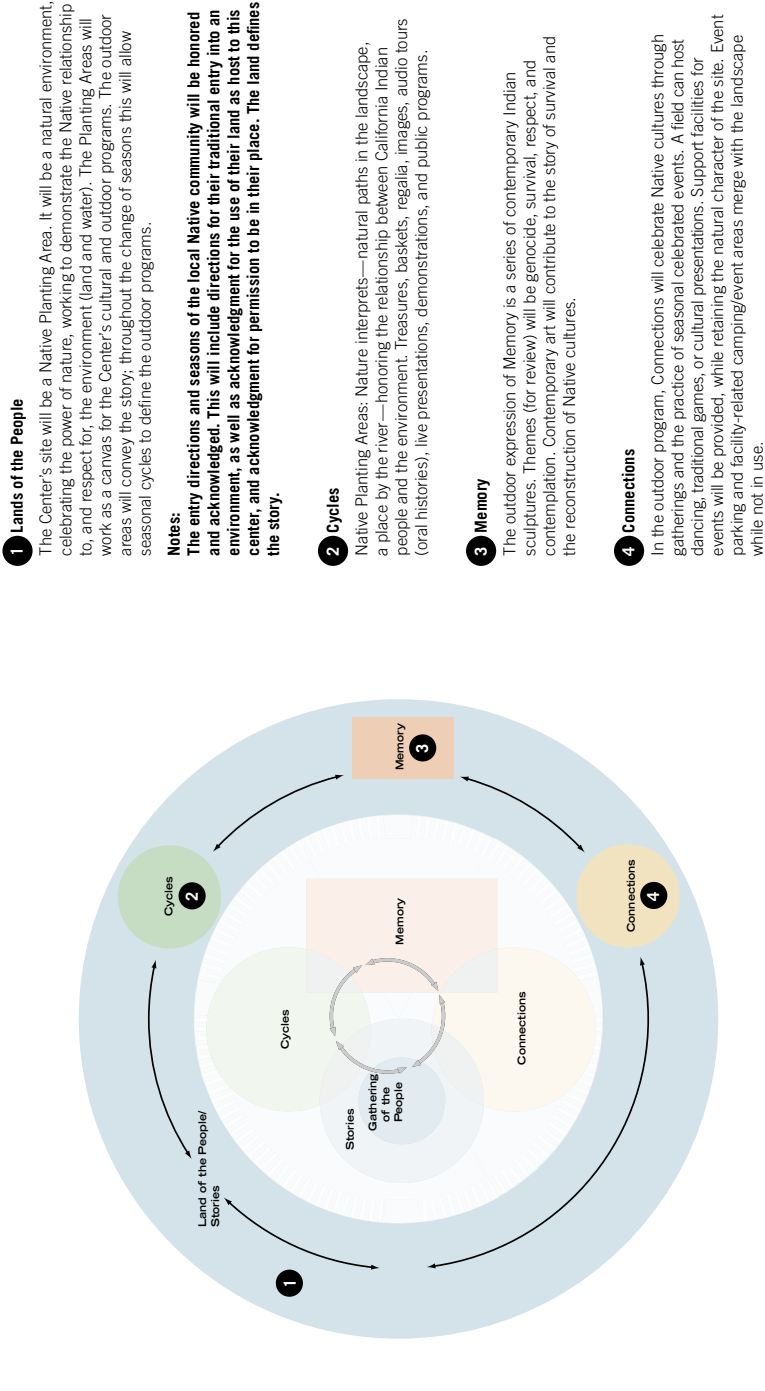 1 Lands of the People
The Center's site will be a Native Planting Area. It will be a natural environment,
celebrating the power of nature, working to demonstrate the Native relationship
to, and respect for, the environment (land and water). The Planting Areas will
work as a canvas for the Center's cultural and outdoor programs. The outdoor
areas will convey the story; throughout the change of seasons this will allow
seasonal cycles to define the outdoor programs.
Notes:
The entry directions and seasons of the local Native community will be honored
and acknowledged. This will include directions for their traditional entry into an
environment, as well as acknowledgment for the use of their land as host to this
center, and acknowledgment for permission to be in their place. The land defines
the story.
2 Cycles
Native Planting Areas: Nature interprets—natural paths in the landscape,
a place by the river—honoring the relationship between California Indian
people and the environment. Treasures, baskets, regalia, images, audio tours
(oral histories), live presentations, demonstrations, and public programs.
3 Memory
The outdoor expression of Memory is a series of contemporary Indian
sculptures. Themes (for review) will be genocide, survival, respect, and
contemplation. Contemporary art will contribute to the story of survival and
the reconstruction of Native cultures.
4 Connections
In the outdoor program, Connections will celebrate Native cultures through
gatherings and the practice of seasonal celebrated events. A field can host
dancing, traditional games, or cultural presentations. Support facilities for
events will be provided, while retaining the natural character of the site. Event
parking and facility-related camping/event areas merge with the landscape
while not in use.
1
Land of the People/
Stories
Cycles
2
Memory
3
Connections
4
Stories
Gathering
of the
People
Cycles
Memory
Connections